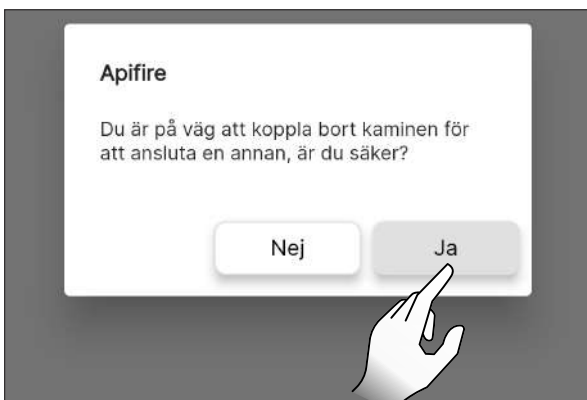 Apifire
Du är på väg att koppla bort kaminen för
att ansluta en annan, är du säker?
Nej Ja